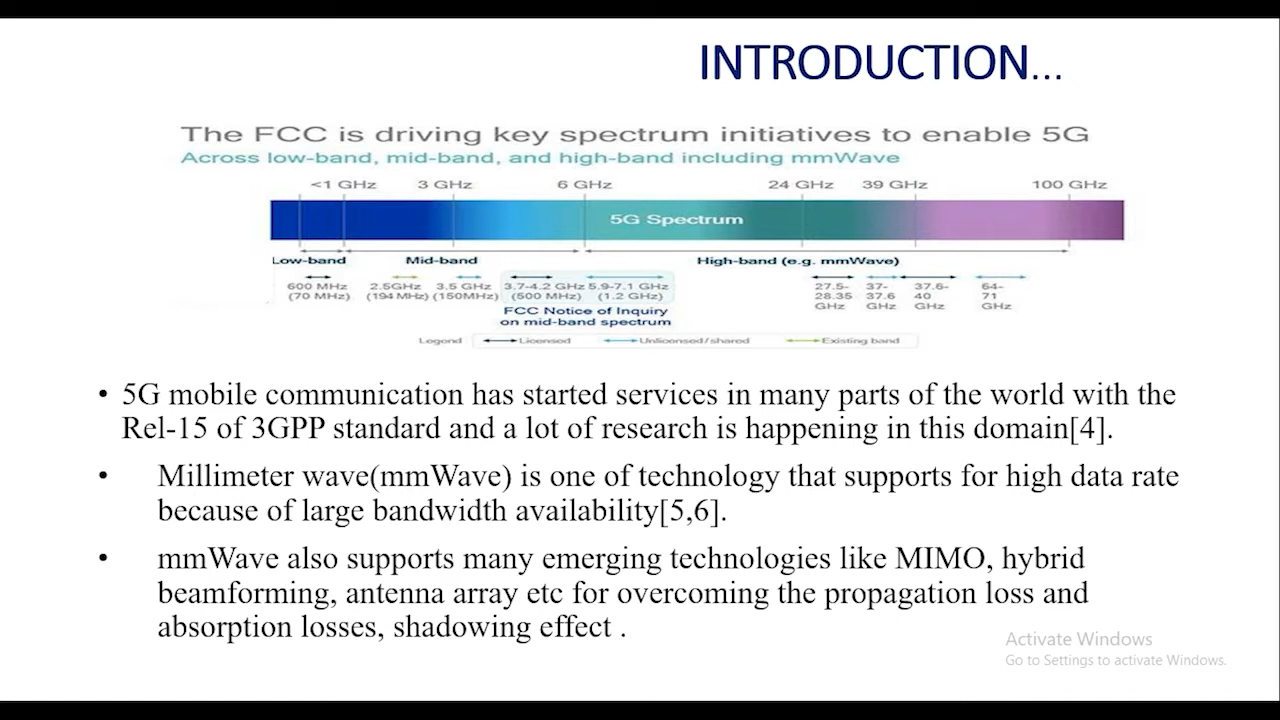 INTRODUCTION...
The FCC is driving key spectrum initiatives to enable 5G
Across low-band, mid-band, and high-band including mmWave
<1 GHz 3 GHz 6 GHz 24 GHz 39 GHz 100 GHz
5G Spectrum
Low-band Mid-band High-band (e.g. mmWave)
600 MHz 2.5GHz 3.5 GHz 3.7-4.2 GHz 5.9-7.1 GHz 27.5- 37- 37.6- 64-
(70 MHz) (194 MHz) (150MHz) (500 MHz) (1.2 GHz) 28.35 37.6 40 71
GHz GHz GHz GHz
FCC Notice of Inquiry
on mid-band spectrum
Legend Licensed Unlicensed/shared Existing band
• 5G mobile communication has started services in many parts of the world with the
Rel-15 of 3GPP standard and a lot of research is happening in this domain[4].
• Millimeter wave(mmWave) is one of technology that supports for high data rate
because of large bandwidth availability[5,6].
• mmWave also supports many emerging technologies like MIMO, hybrid
beamforming, antenna array etc for overcoming the propagation loss and
absorption losses, shadowing effect .
Activate Windows
Go to Settings to activate Windows.